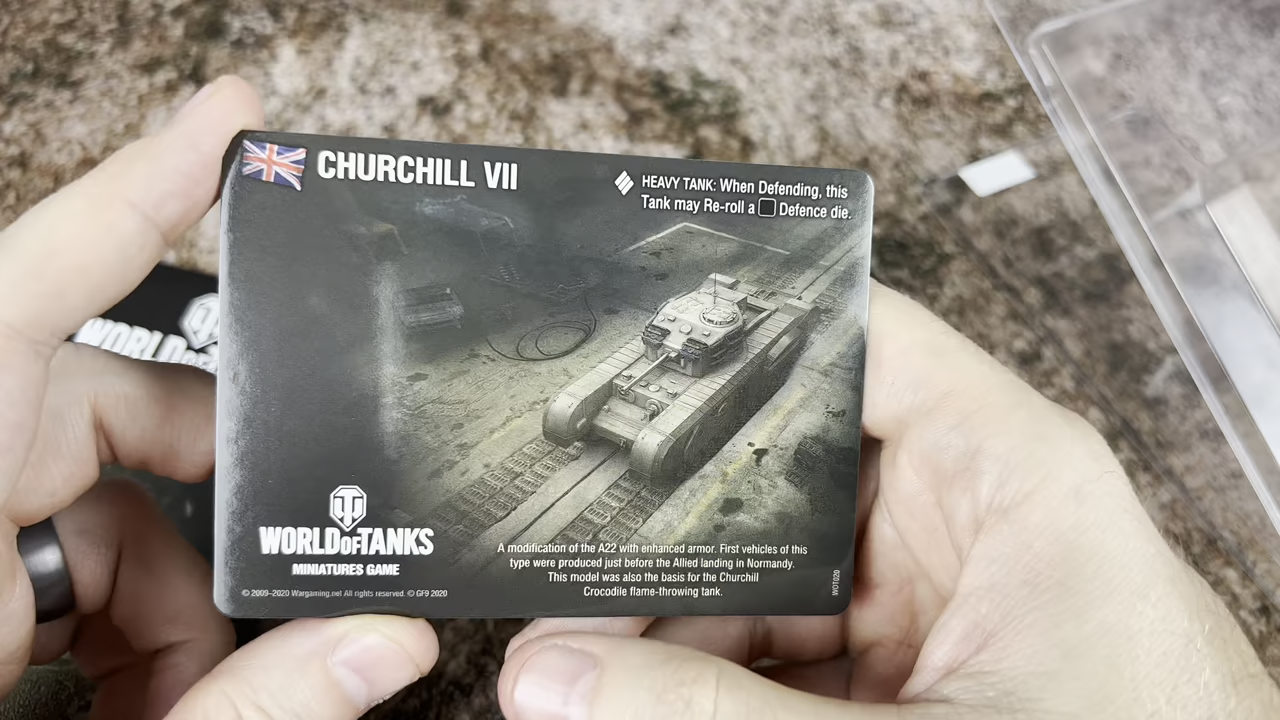 CHURCHILL VII
HEAVY TANK: When Defending, this
Tank may Re-roll a Defence die.
WORLD OF
WORLD OF TANKS
MINIATURES GAME
A modification of the A22 with enhanced armor. First vehicles of this
type were produced just before the Allied landing in Normandy.
This model was also the basis for the Churchill
Crocodile flame-throwing tank.
© 2009–2020 Wargaming.net All rights reserved. © GF9 2020
WOT020